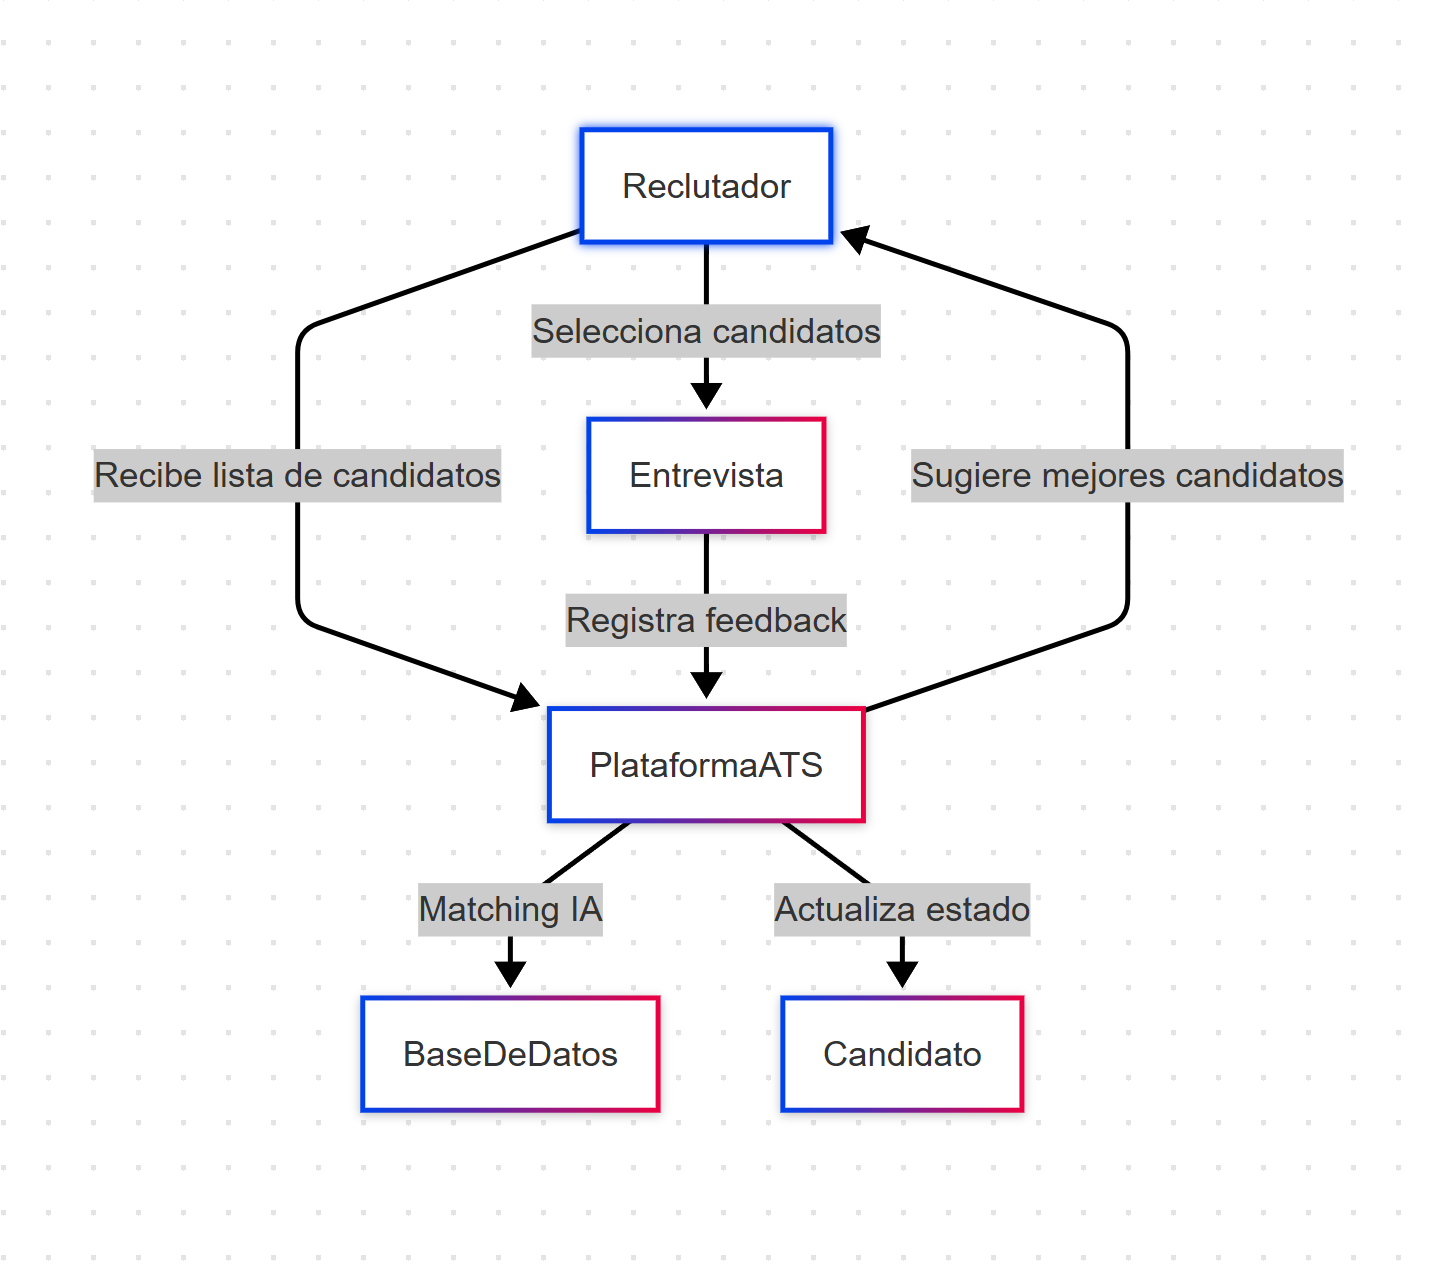 Reclutador
Selecciona candidatos
Recibe lista de candidatos
Entrevista
Sugiere mejores candidatos
Registra feedback
PlataformaATS
Matching IA
Actualiza estado
BaseDeDatos
Candidato